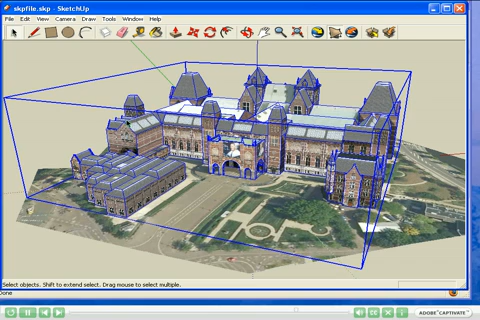 skpfile.skp - SketchUp
File Edit View Camera Draw Tools Window Help
Select objects. Shift to extend select. Drag mouse to select multiple.
Done
CC
ADOBE CAPTIVATE